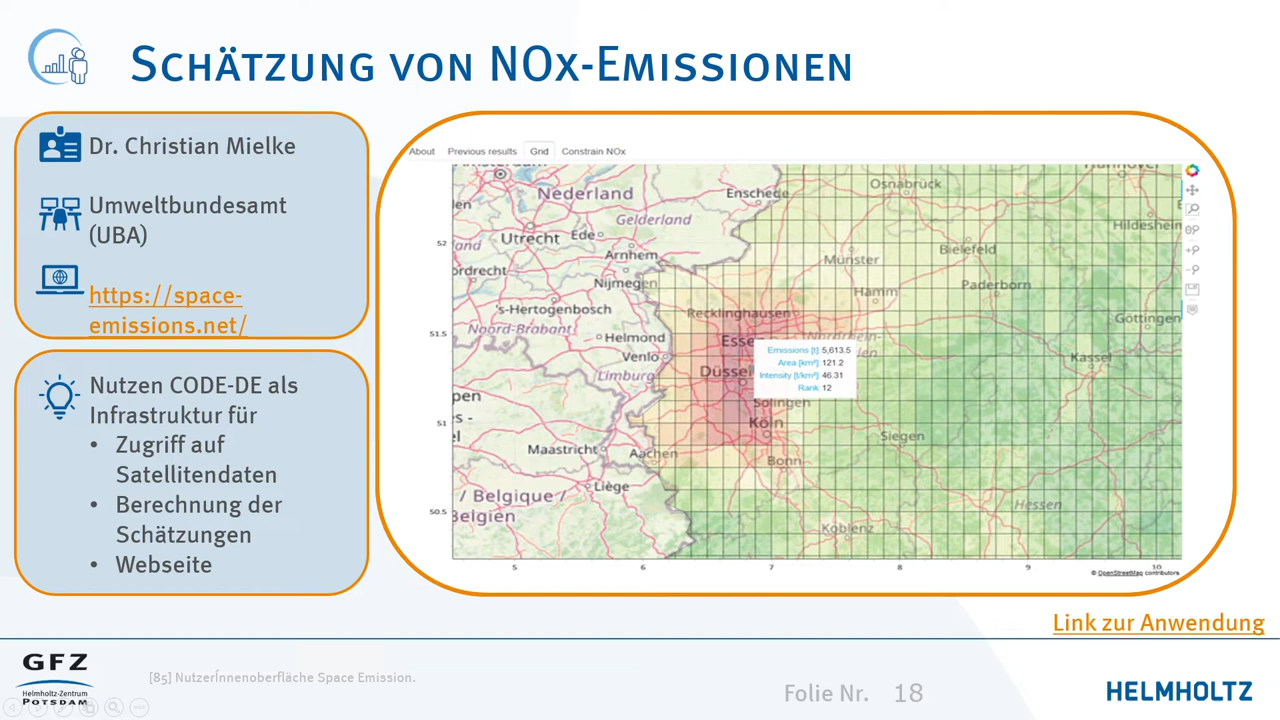 Schätzung von NOx-Emissionen
Dr. Christian Mielke
Umweltbundesamt
(UBA)
https://space-
emissions.net/
Nutzen CODE-DE als
Infrastruktur für
• Zugriff auf
Satellitendaten
• Berechnung der
Schätzungen
• Webseite
About Previous results Grid Constrain NOx
Nederland
Enschede
Osnabrück
Gelderland
Utrecht
Ede
Hildesheim
52
Arnhem
Bielefeld
Münster
Nijmegen
Hamm
Paderborn
's-Hertogenbosch
Recklinghausen
Göttingen
51.5
Noord-Brabant
Helmond
Essen
Venlo
Kassel
Emissions [t] 5,613.5
Area [km²] 121.2
Intensity [t/km²] 46.31
Rank 12
Limburg
Düssel
Solingen
51
Köln
Siegen
Maastricht
Aachen
Bonn
Liège
/ Belgique /
Belgien
50.5
Hessen
Koblenz
5 6 7 8 9 10
© OpenStreetMap contributors
Link zur Anwendung
GFZ
Helmholtz-Zentrum
POTSDAM
[85] NutzerÍnnenoberfläche Space Emission.
Folie Nr. 18
HELMHOLTZ